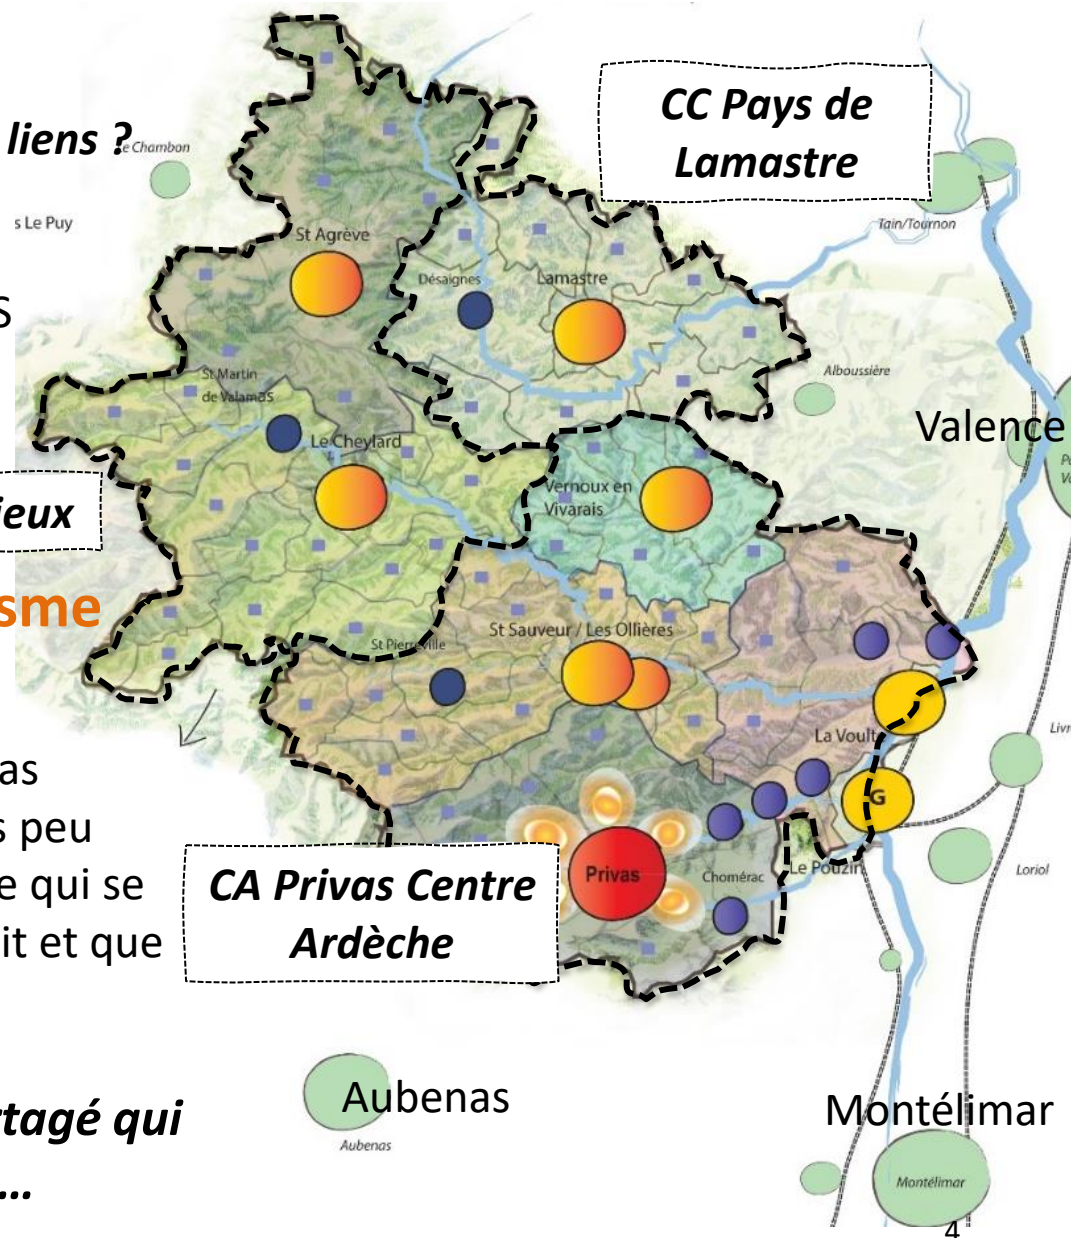 liens ?
CC Pays de
Lamastre
e Chambon
s Le Puy
Tain/Tournon
St Agrève
Désaignes
Lamastre
S
Alboussière
St Martin
de Valamas
Valence
Le Cheylard
Vernoux en
Vivarais
ieux
sme
St Sauveur / Les Ollières
St Pierreville
La Voulte
as
G
s peu
Privas
Chomérac
Le Pouzin
Loriol
e qui se
CA Privas Centre
Ardèche
it et que
Aubenas
Aubenas
Montélimar
rtagé qui
...
Montélimar
4